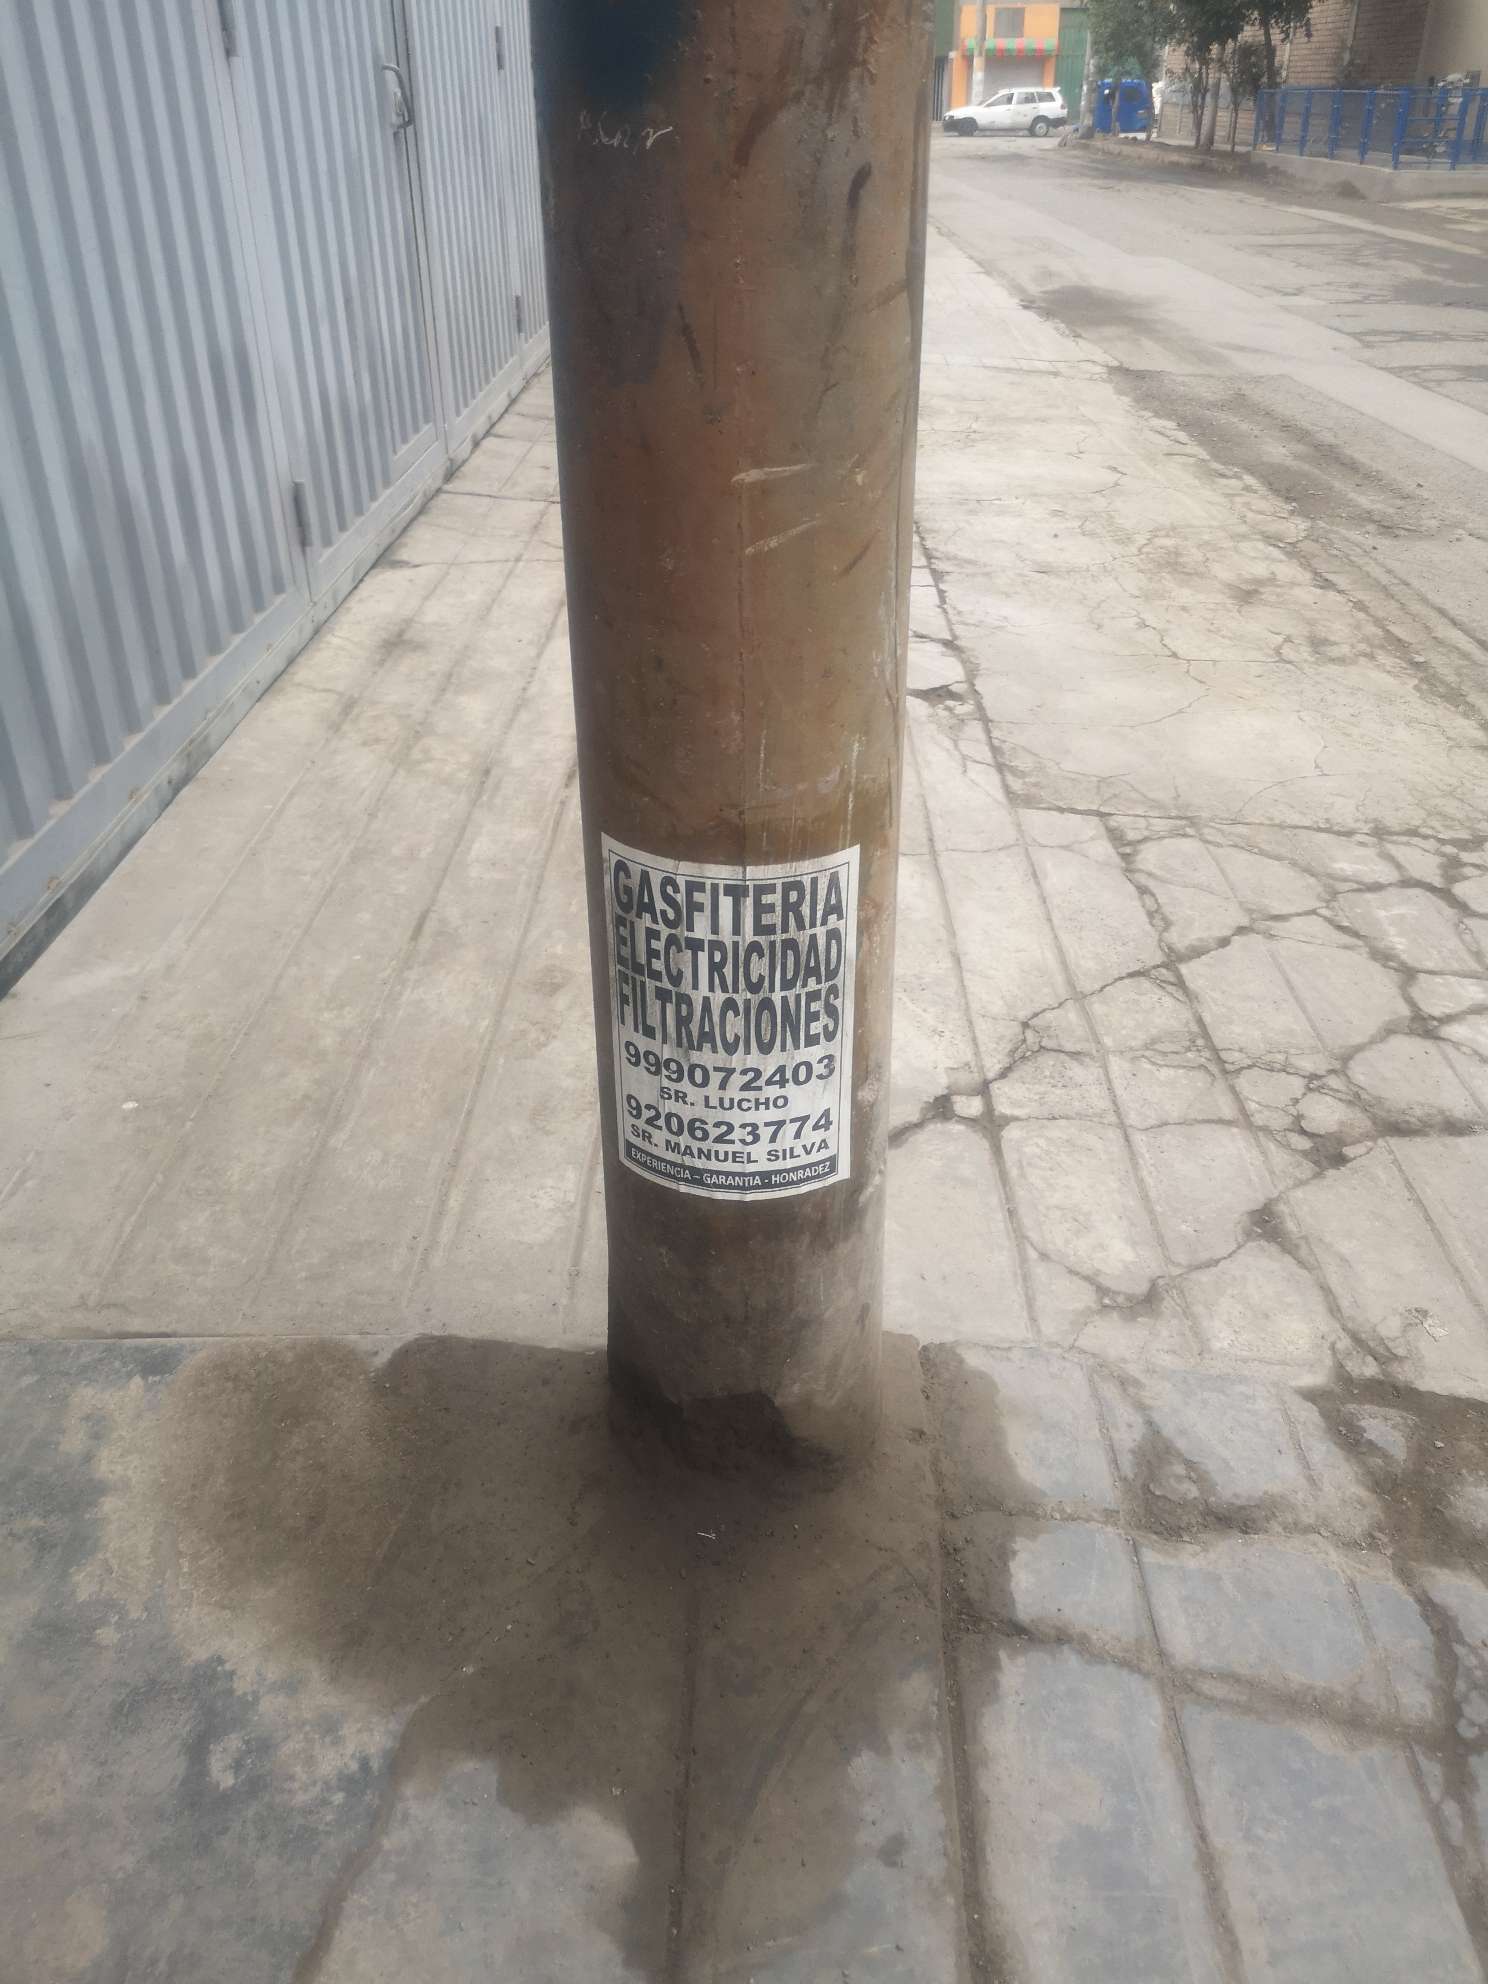 GASFITERIA
ELECTRICIDAD
FILTRACIONES
999072403
SR. LUCHO
920623774
SR. MANUEL SILVA
EXPERIENCIA – GARANTIA - HONRADEZ